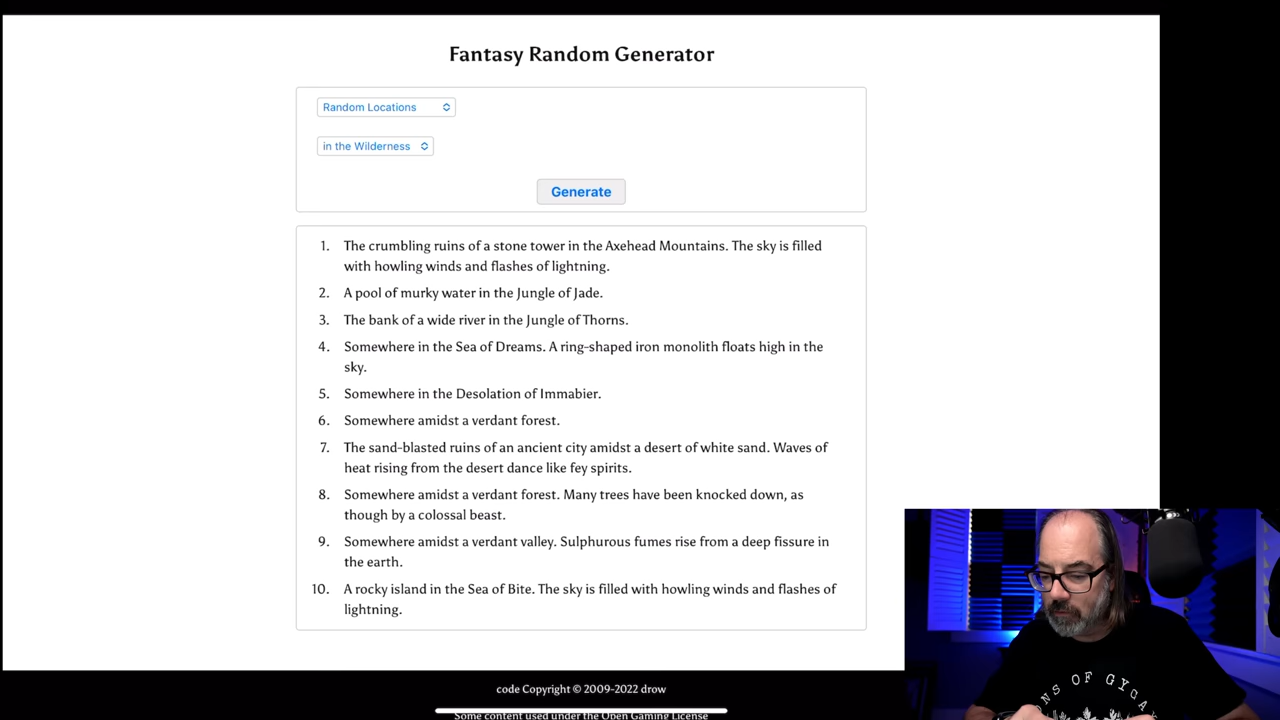 Fantasy Random Generator
Random Locations
in the Wilderness
Generate
1. The crumbling ruins of a stone tower in the Axehead Mountains. The sky is filled
with howling winds and flashes of lightning.
2. A pool of murky water in the Jungle of Jade.
3. The bank of a wide river in the Jungle of Thorns.
4. Somewhere in the Sea of Dreams. A ring-shaped iron monolith floats high in the
sky.
5. Somewhere in the Desolation of Immabier.
6. Somewhere amidst a verdant forest.
7. The sand-blasted ruins of an ancient city amidst a desert of white sand. Waves of
heat rising from the desert dance like fey spirits.
8. Somewhere amidst a verdant forest. Many trees have been knocked down, as
though by a colossal beast.
9. Somewhere amidst a verdant valley. Sulphurous fumes rise from a deep fissure in
the earth.
10. A rocky island in the Sea of Bite. The sky is filled with howling winds and flashes of
lightning.
code Copyright © 2009-2022 drow
Some content used under the Open Gaming License
OF